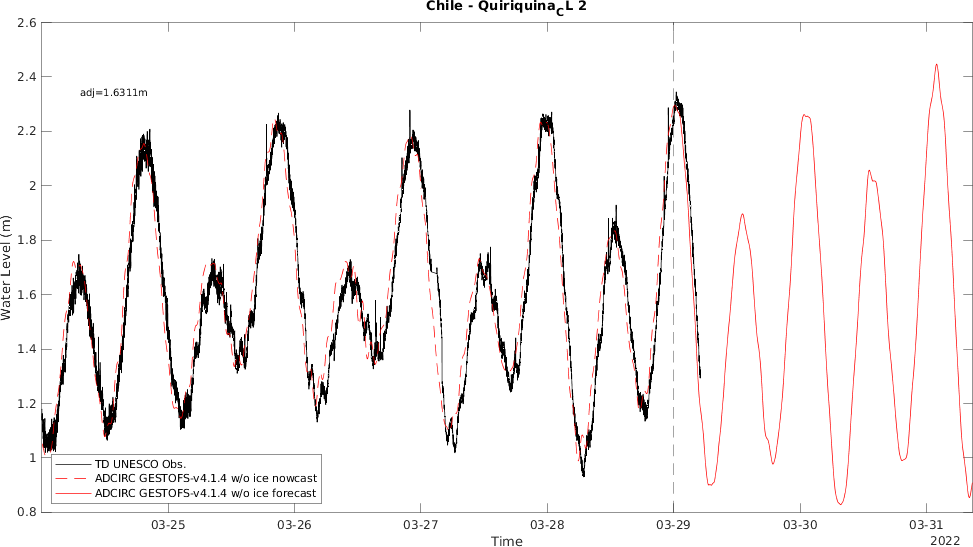 Chile - Quiriquina_CL 2
2.6
2.4
2.2
2
1.8
1.6
1.4
1.2
1
0.8
Water Level (m)
adj=1.6311m
TD UNESCO Obs.
ADCIRC GESTOFS-v4.1.4 w/o ice nowcast
ADCIRC GESTOFS-v4.1.4 w/o ice forecast
03-25 03-26 03-27 03-28 03-29 03-30 03-31
Time 2022